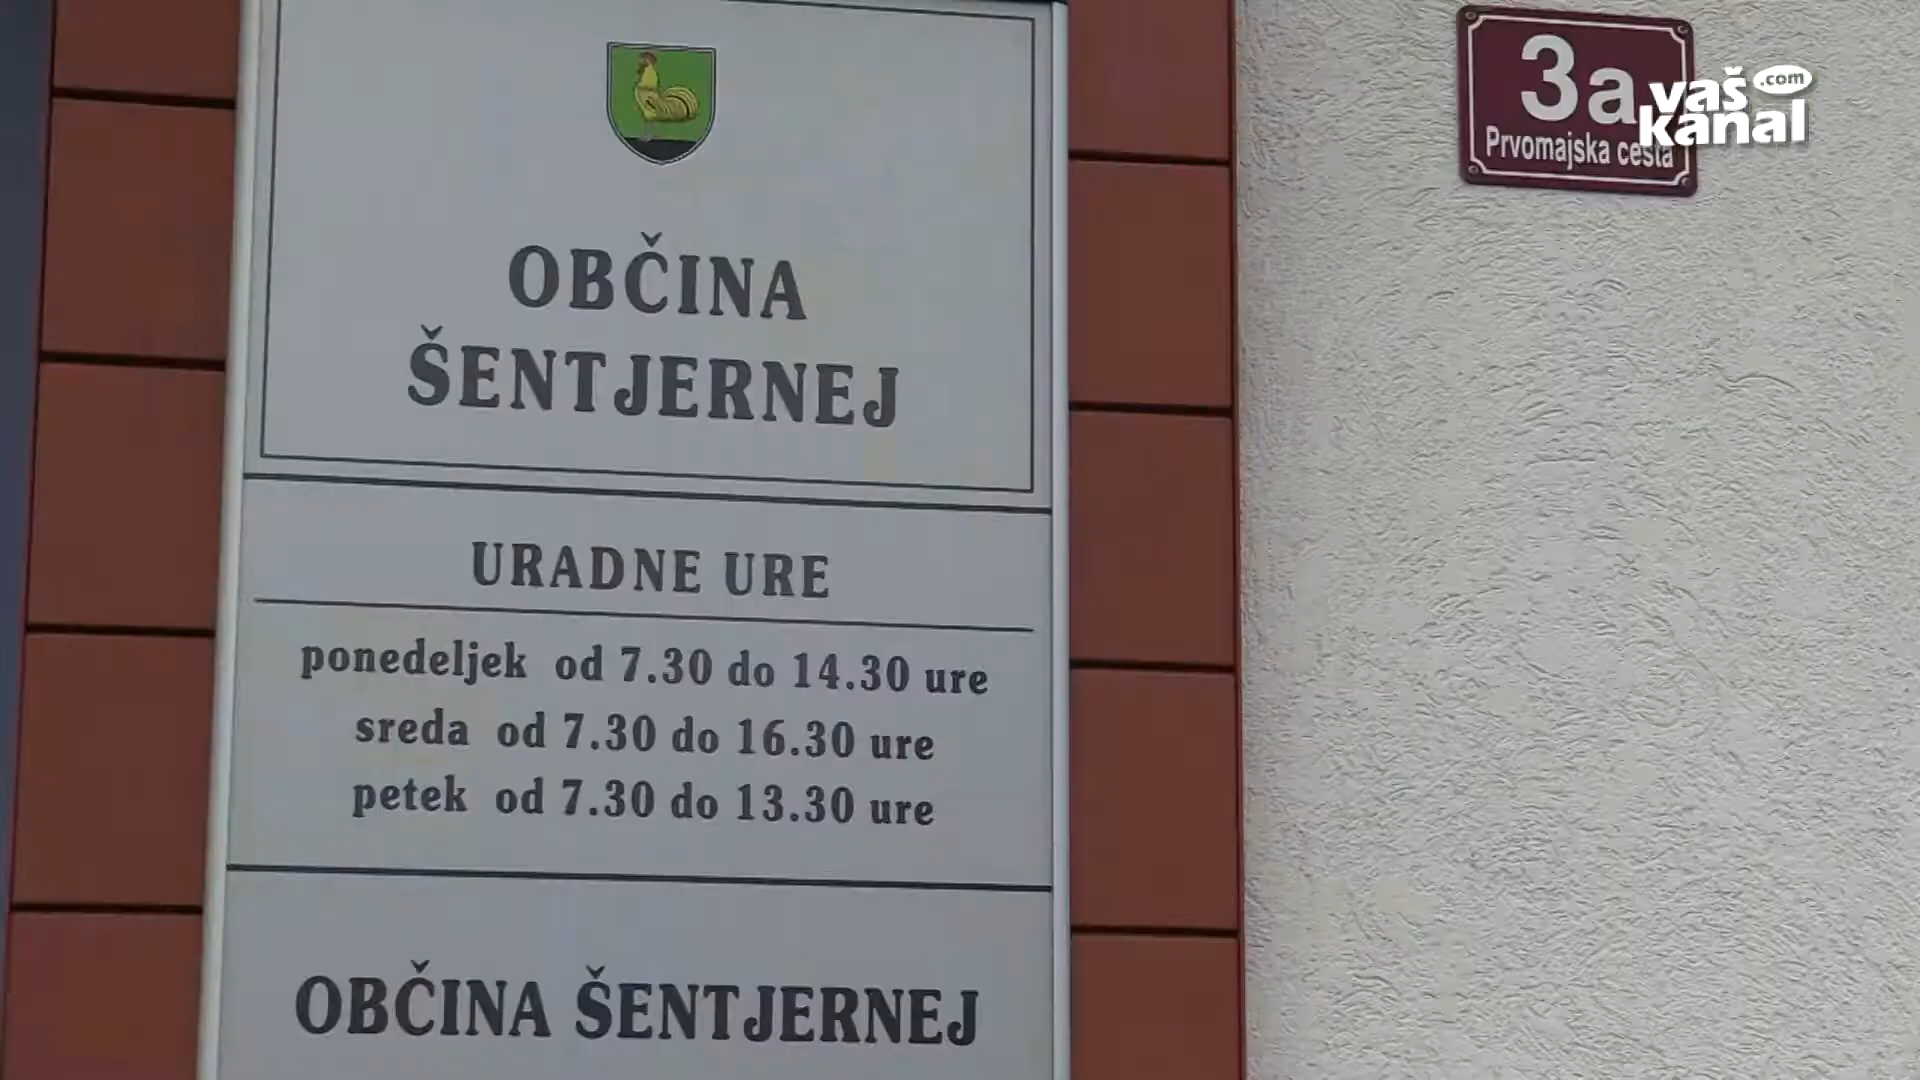 OBČINA
ŠENTJERNEJ
URADNE URE
ponedeljek od 7.30 do 14.30 ure
sreda od 7.30 do 16.30 ure
petek od 7.30 do 13.30 ure
OBČINA ŠENTJERNEJ
3a
Prvomajska cesta
vaš
.com
kanal